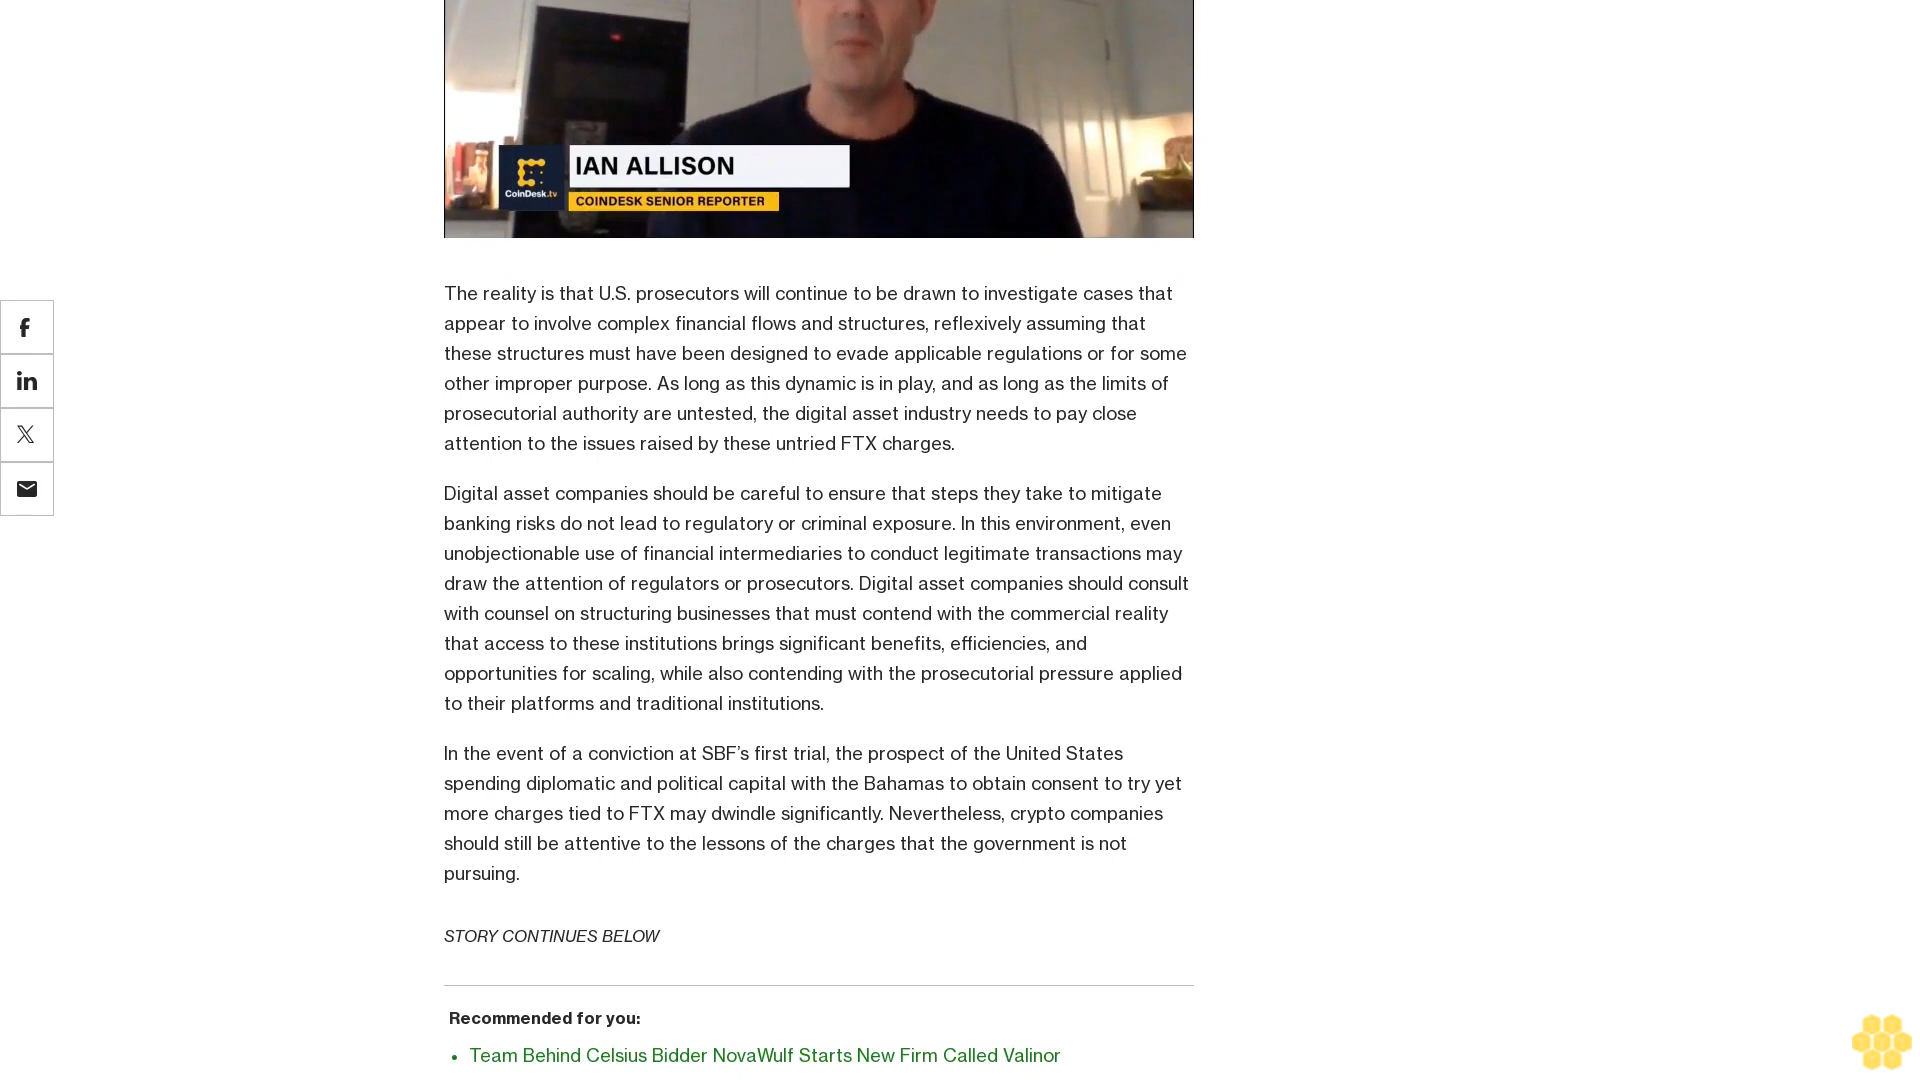 IAN ALLISON
CoinDesk.tv
COINDESK SENIOR REPORTER
The reality is that U.S. prosecutors will continue to be drawn to investigate cases that
appear to involve complex financial flows and structures, reflexively assuming that
these structures must have been designed to evade applicable regulations or for some
other improper purpose. As long as this dynamic is in play, and as long as the limits of
prosecutorial authority are untested, the digital asset industry needs to pay close
attention to the issues raised by these untried FTX charges.
Digital asset companies should be careful to ensure that steps they take to mitigate
banking risks do not lead to regulatory or criminal exposure. In this environment, even
unobjectionable use of financial intermediaries to conduct legitimate transactions may
draw the attention of regulators or prosecutors. Digital asset companies should consult
with counsel on structuring businesses that must contend with the commercial reality
that access to these institutions brings significant benefits, efficiencies, and
opportunities for scaling, while also contending with the prosecutorial pressure applied
to their platforms and traditional institutions.
In the event of a conviction at SBF’s first trial, the prospect of the United States
spending diplomatic and political capital with the Bahamas to obtain consent to try yet
more charges tied to FTX may dwindle significantly. Nevertheless, crypto companies
should still be attentive to the lessons of the charges that the government is not
pursuing.
STORY CONTINUES BELOW
Recommended for you:
• Team Behind Celsius Bidder NovaWulf Starts New Firm Called Valinor